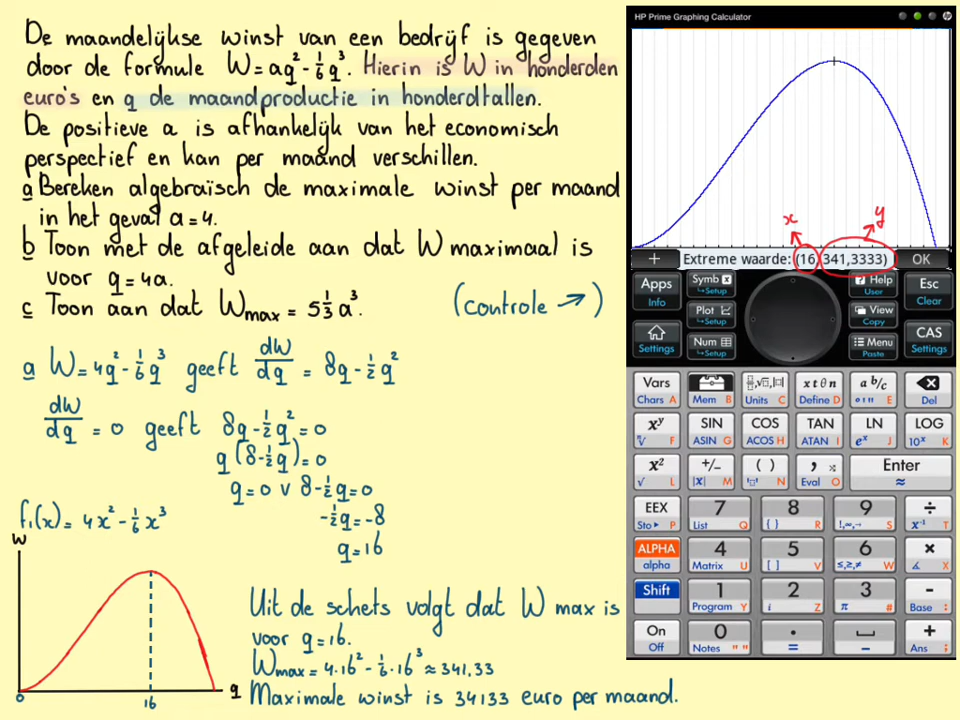 De maandelijkse winst van een bedrijf is gegeven
door de formule W = aq² - 1/6 q³. Hierin is W in honderden
euro's en q de maandproductie in honderdtallen.
De positieve a is afhankelijk van het economisch
perspectief en kan per maand verschillen.
a Bereken algebraïsch de maximale winst per maand
in het geval a = 4.
b Toon met de afgeleide aan dat W maximaal is
voor q = 4a.
c Toon aan dat Wmax = 5 1/3 a³.
(controle →)
a W = 4q² - 1/6 q³ geeft dW/dq = 8q - 1/2 q²
dW/dq = 0 geeft 8q - 1/2 q² = 0
q(8 - 1/2 q) = 0
q = 0 v 8 - 1/2 q = 0
-1/2 q = -8
q = 16
f₁(x) = 4x² - 1/6 x³
W
0
16
q
Uit de schets volgt dat W max is
voor q = 16.
Wmax = 4·16² - 1/6·16³ ≈ 341,33
Maximale winst is 34133 euro per maand.
HP Prime Graphing Calculator
x
y
+ Extreme waarde: (16, 341,3333) OK
Apps Info
Symb x Setup
Help User
Esc Clear
Plot Setup
View Copy
Settings
Num Setup
Menu Paste
CAS Settings
Vars Chars A
Mem B
Units C
x t θ n Define D
a b/c E
Del
xʸ F
SIN ASIN G
COS ACOS H
TAN ATAN I
LN eˣ J
LOG 10ˣ K
x² √ L
+/- |x| M
( ) N
, Eval O
Enter ≈
EEX Sto ▸ P
7 List Q
8 { } R
9 !,∞,→ S
÷ x⁻¹ T
ALPHA alpha
4 Matrix U
5 [ ] V
6 ≤,≥,≠ W
× ∡ X
Shift
1 Program Y
2 i Z
3 π #
- Base :
On Off
0 Notes " "
. =
_
+ Ans ;